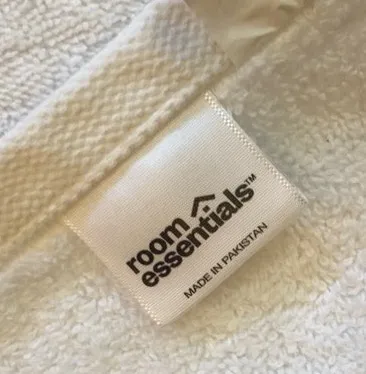 room
essentials™
MADE IN PAKISTAN